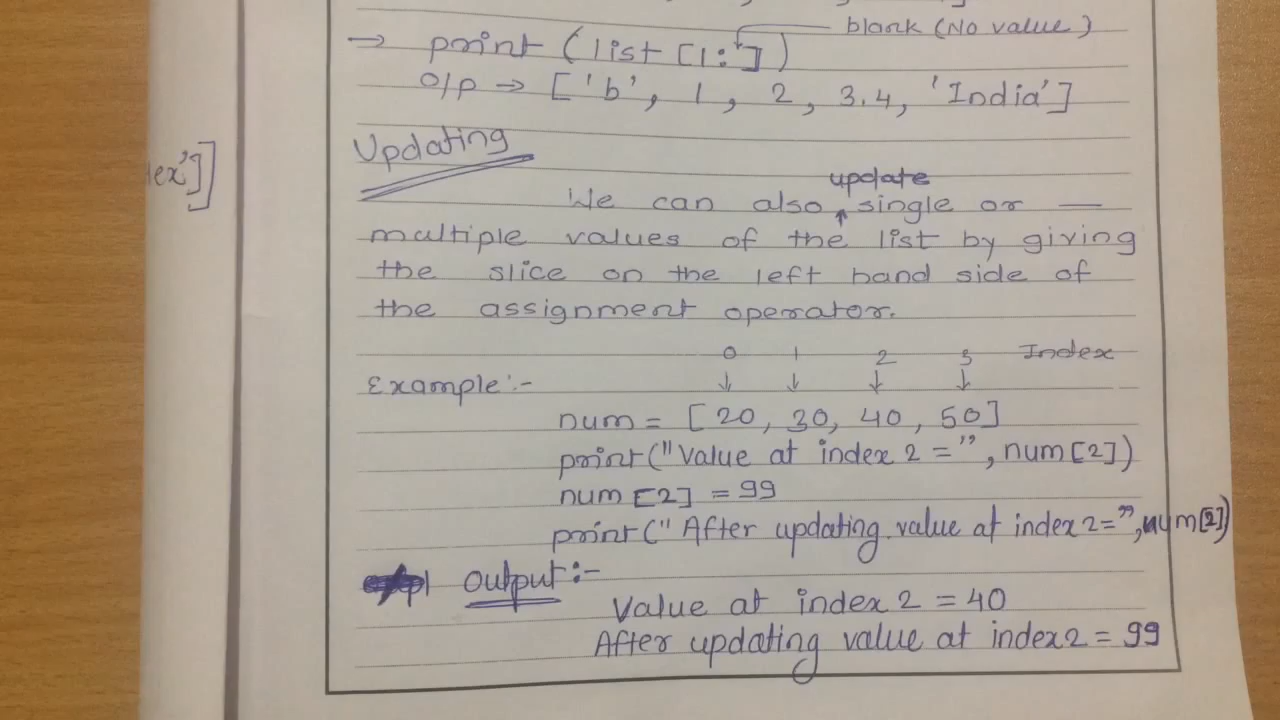 blank (No value)
→ print (list [1:])
O/p → ['b', 1, 2, 3.4, 'India']
Updating
ex']]
update
We can also single or —
multiple values of the list by giving
the slice on the left hand side of
the assignment operator.
0 1 2 3 Index
↓ ↓ ↓ ↓
Example :-
num = [20, 30, 40, 50]
print("Value at index 2 =", num[2])
num [2] = 99
print(" After updating value at index 2=", num[2])
Output:-
Value at index 2 = 40
After updating value at index 2 = 99